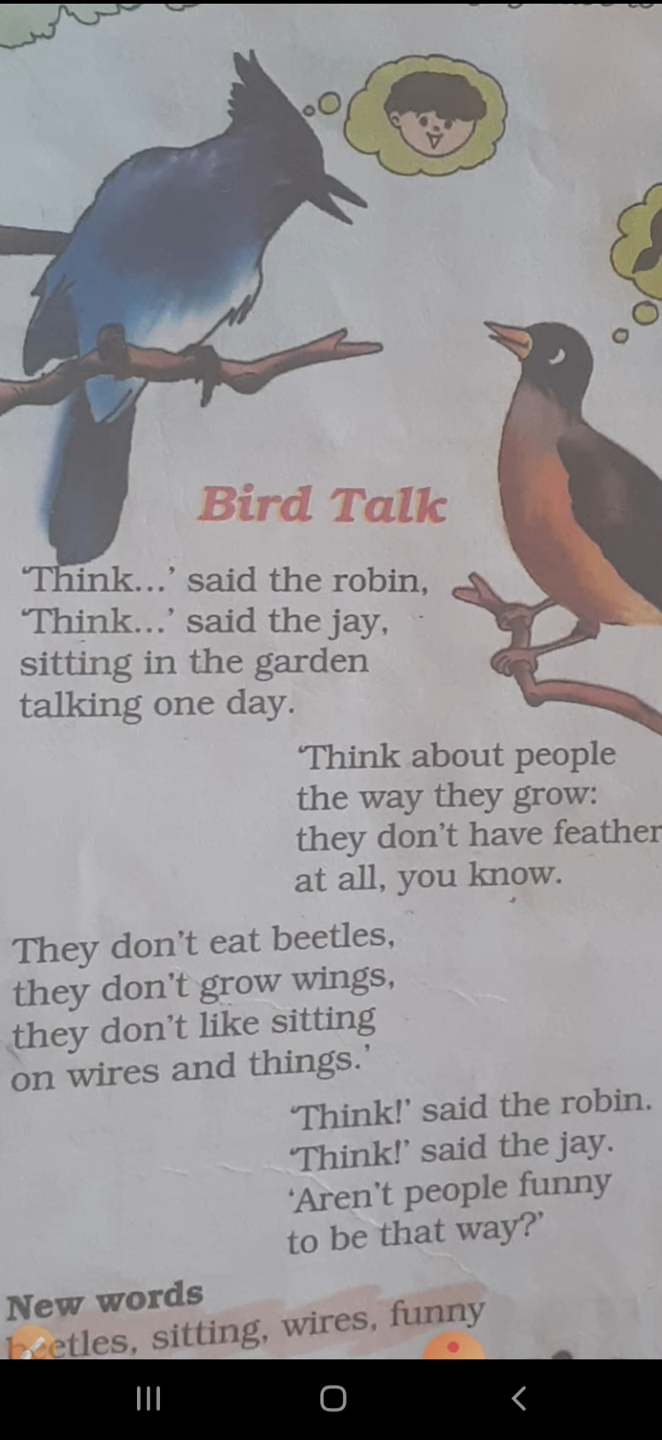 Bird Talk
‘Think...’ said the robin,
‘Think...’ said the jay,
sitting in the garden
talking one day.
‘Think about people
the way they grow:
they don’t have feather
at all, you know.
They don’t eat beetles,
they don’t grow wings,
they don’t like sitting
on wires and things.’
‘Think!’ said the robin.
‘Think!’ said the jay.
‘Aren’t people funny
to be that way?’
New words
beetles, sitting, wires, funny